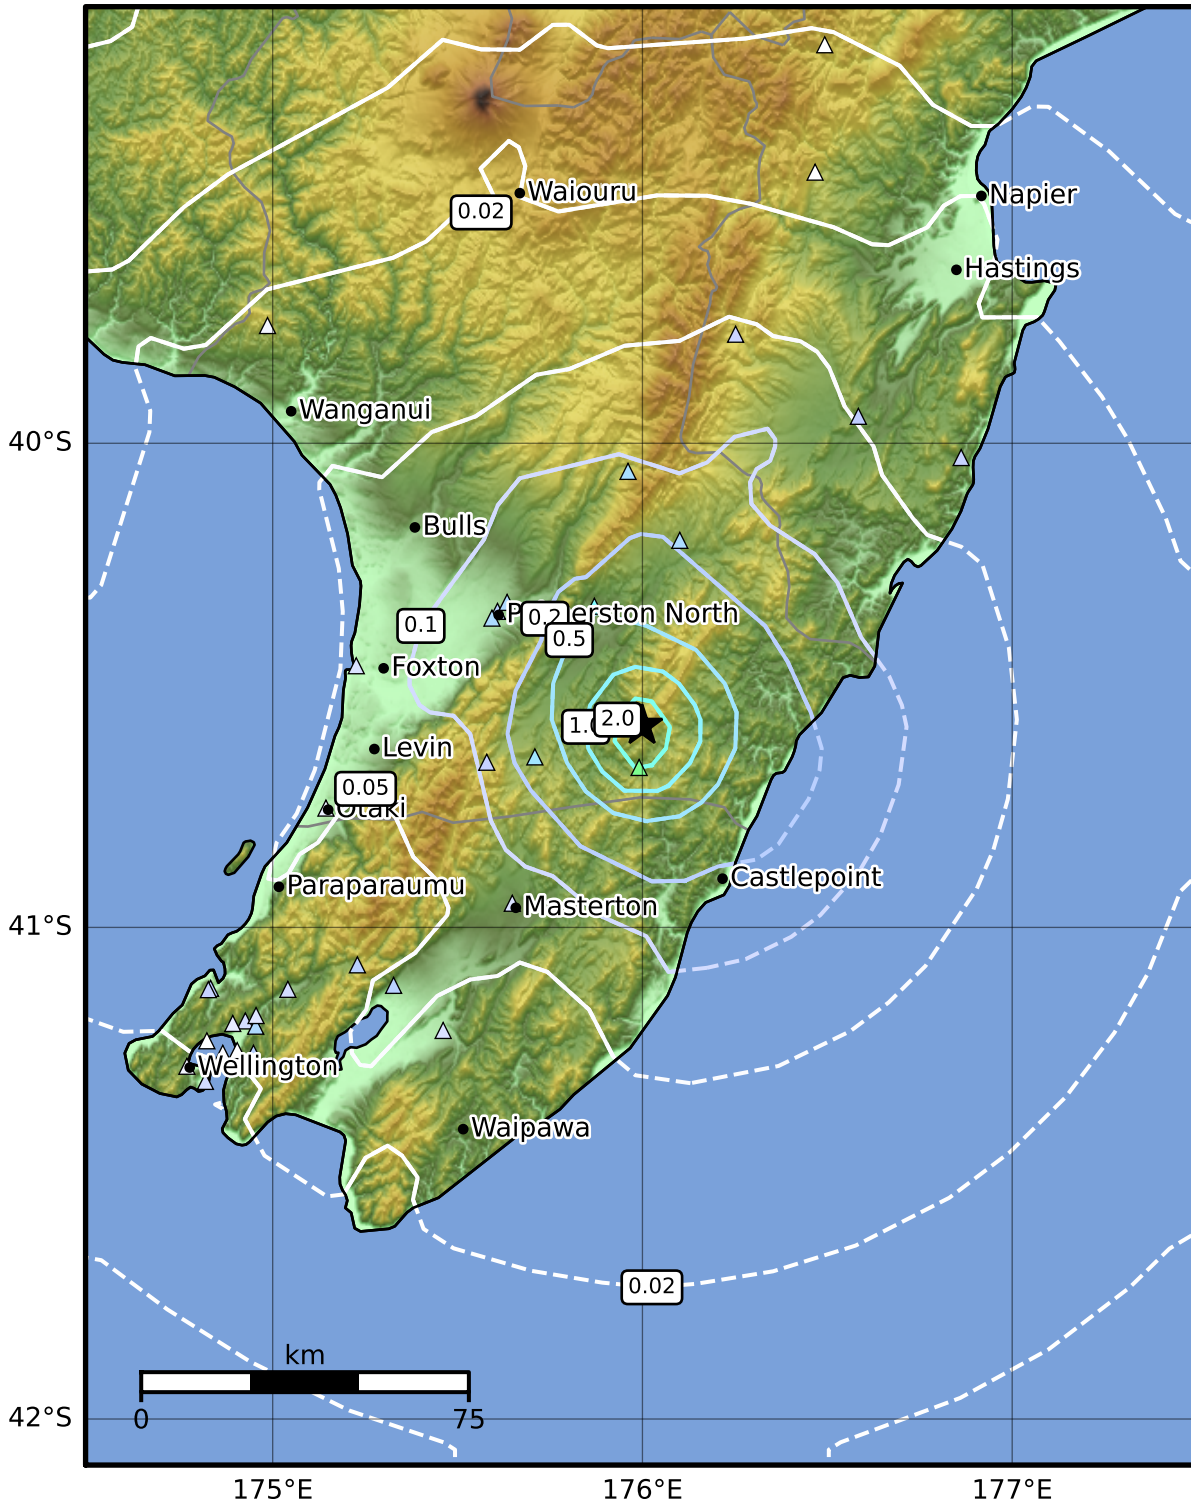 Waiouru
0.02
Napier
Hastings
Wanganui
40°S
Bulls
0.2
0.1
0.5
Foxton
1.
2.0
Levin
0.05
Otaki
Castlepoint
Paraparaumu
Masterton
41°S
Wellington
Waipawa
0.02
km
0
75
42°S
175°E
176°E
177°E
North